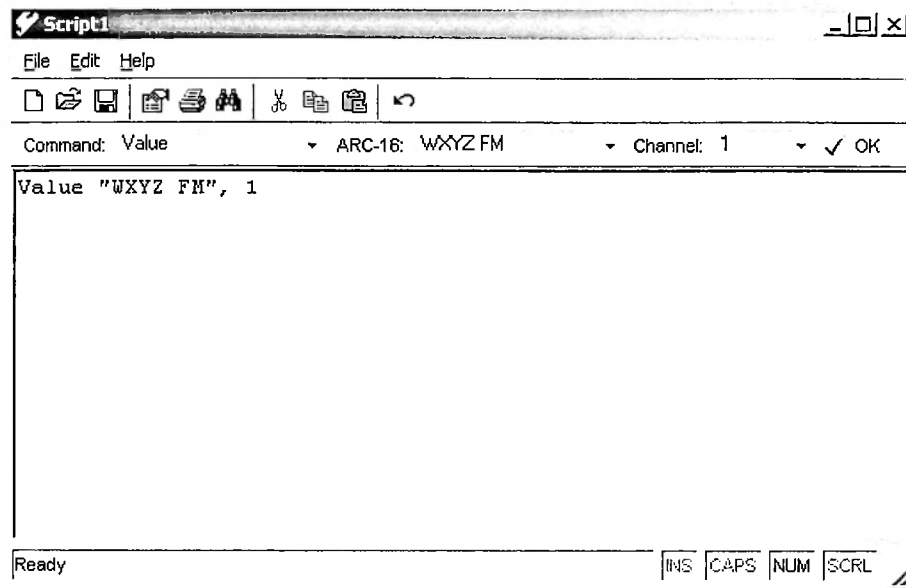 Script1
File Edit Help
Command: Value ARC-16: WXYZ FM Channel: 1 OK
Value "WXYZ FM", 1
Ready INS CAPS NUM SCRL